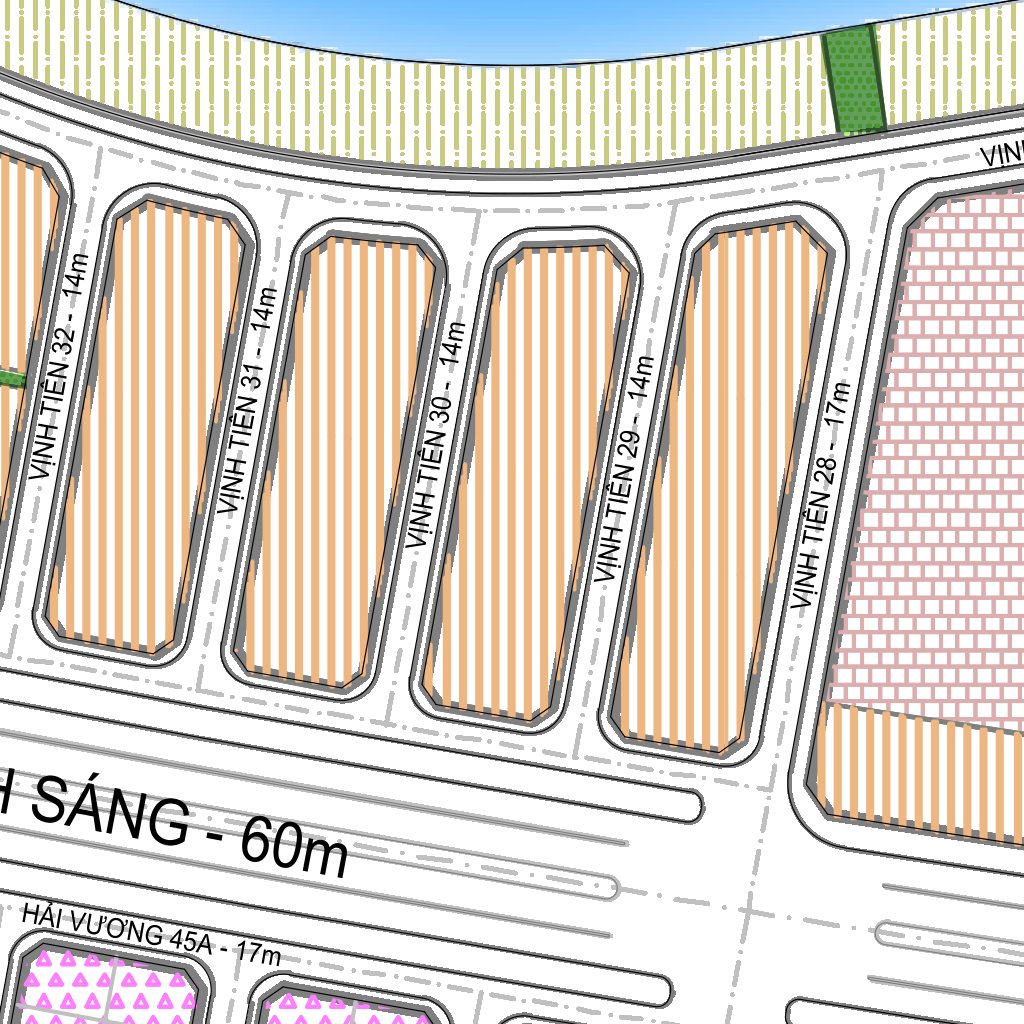 VỊNH TIÊN 32 - 14m
VỊNH TIÊN 31 - 14m
VỊNH TIÊN 30 - 14m
VỊNH TIÊN 29 - 14m
VỊNH TIÊN 28 - 17m
SÁNG - 60m
HẢI VƯƠNG 45A - 17m